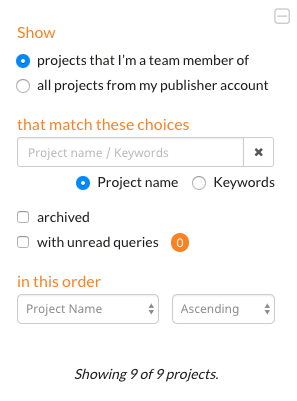 Show
projects that I'm a team member of
all projects from my publisher account
that match these choices
Project name / Keywords
Project name Keywords
archived
with unread queries 0
in this order
Project Name Ascending
Showing 9 of 9 projects.